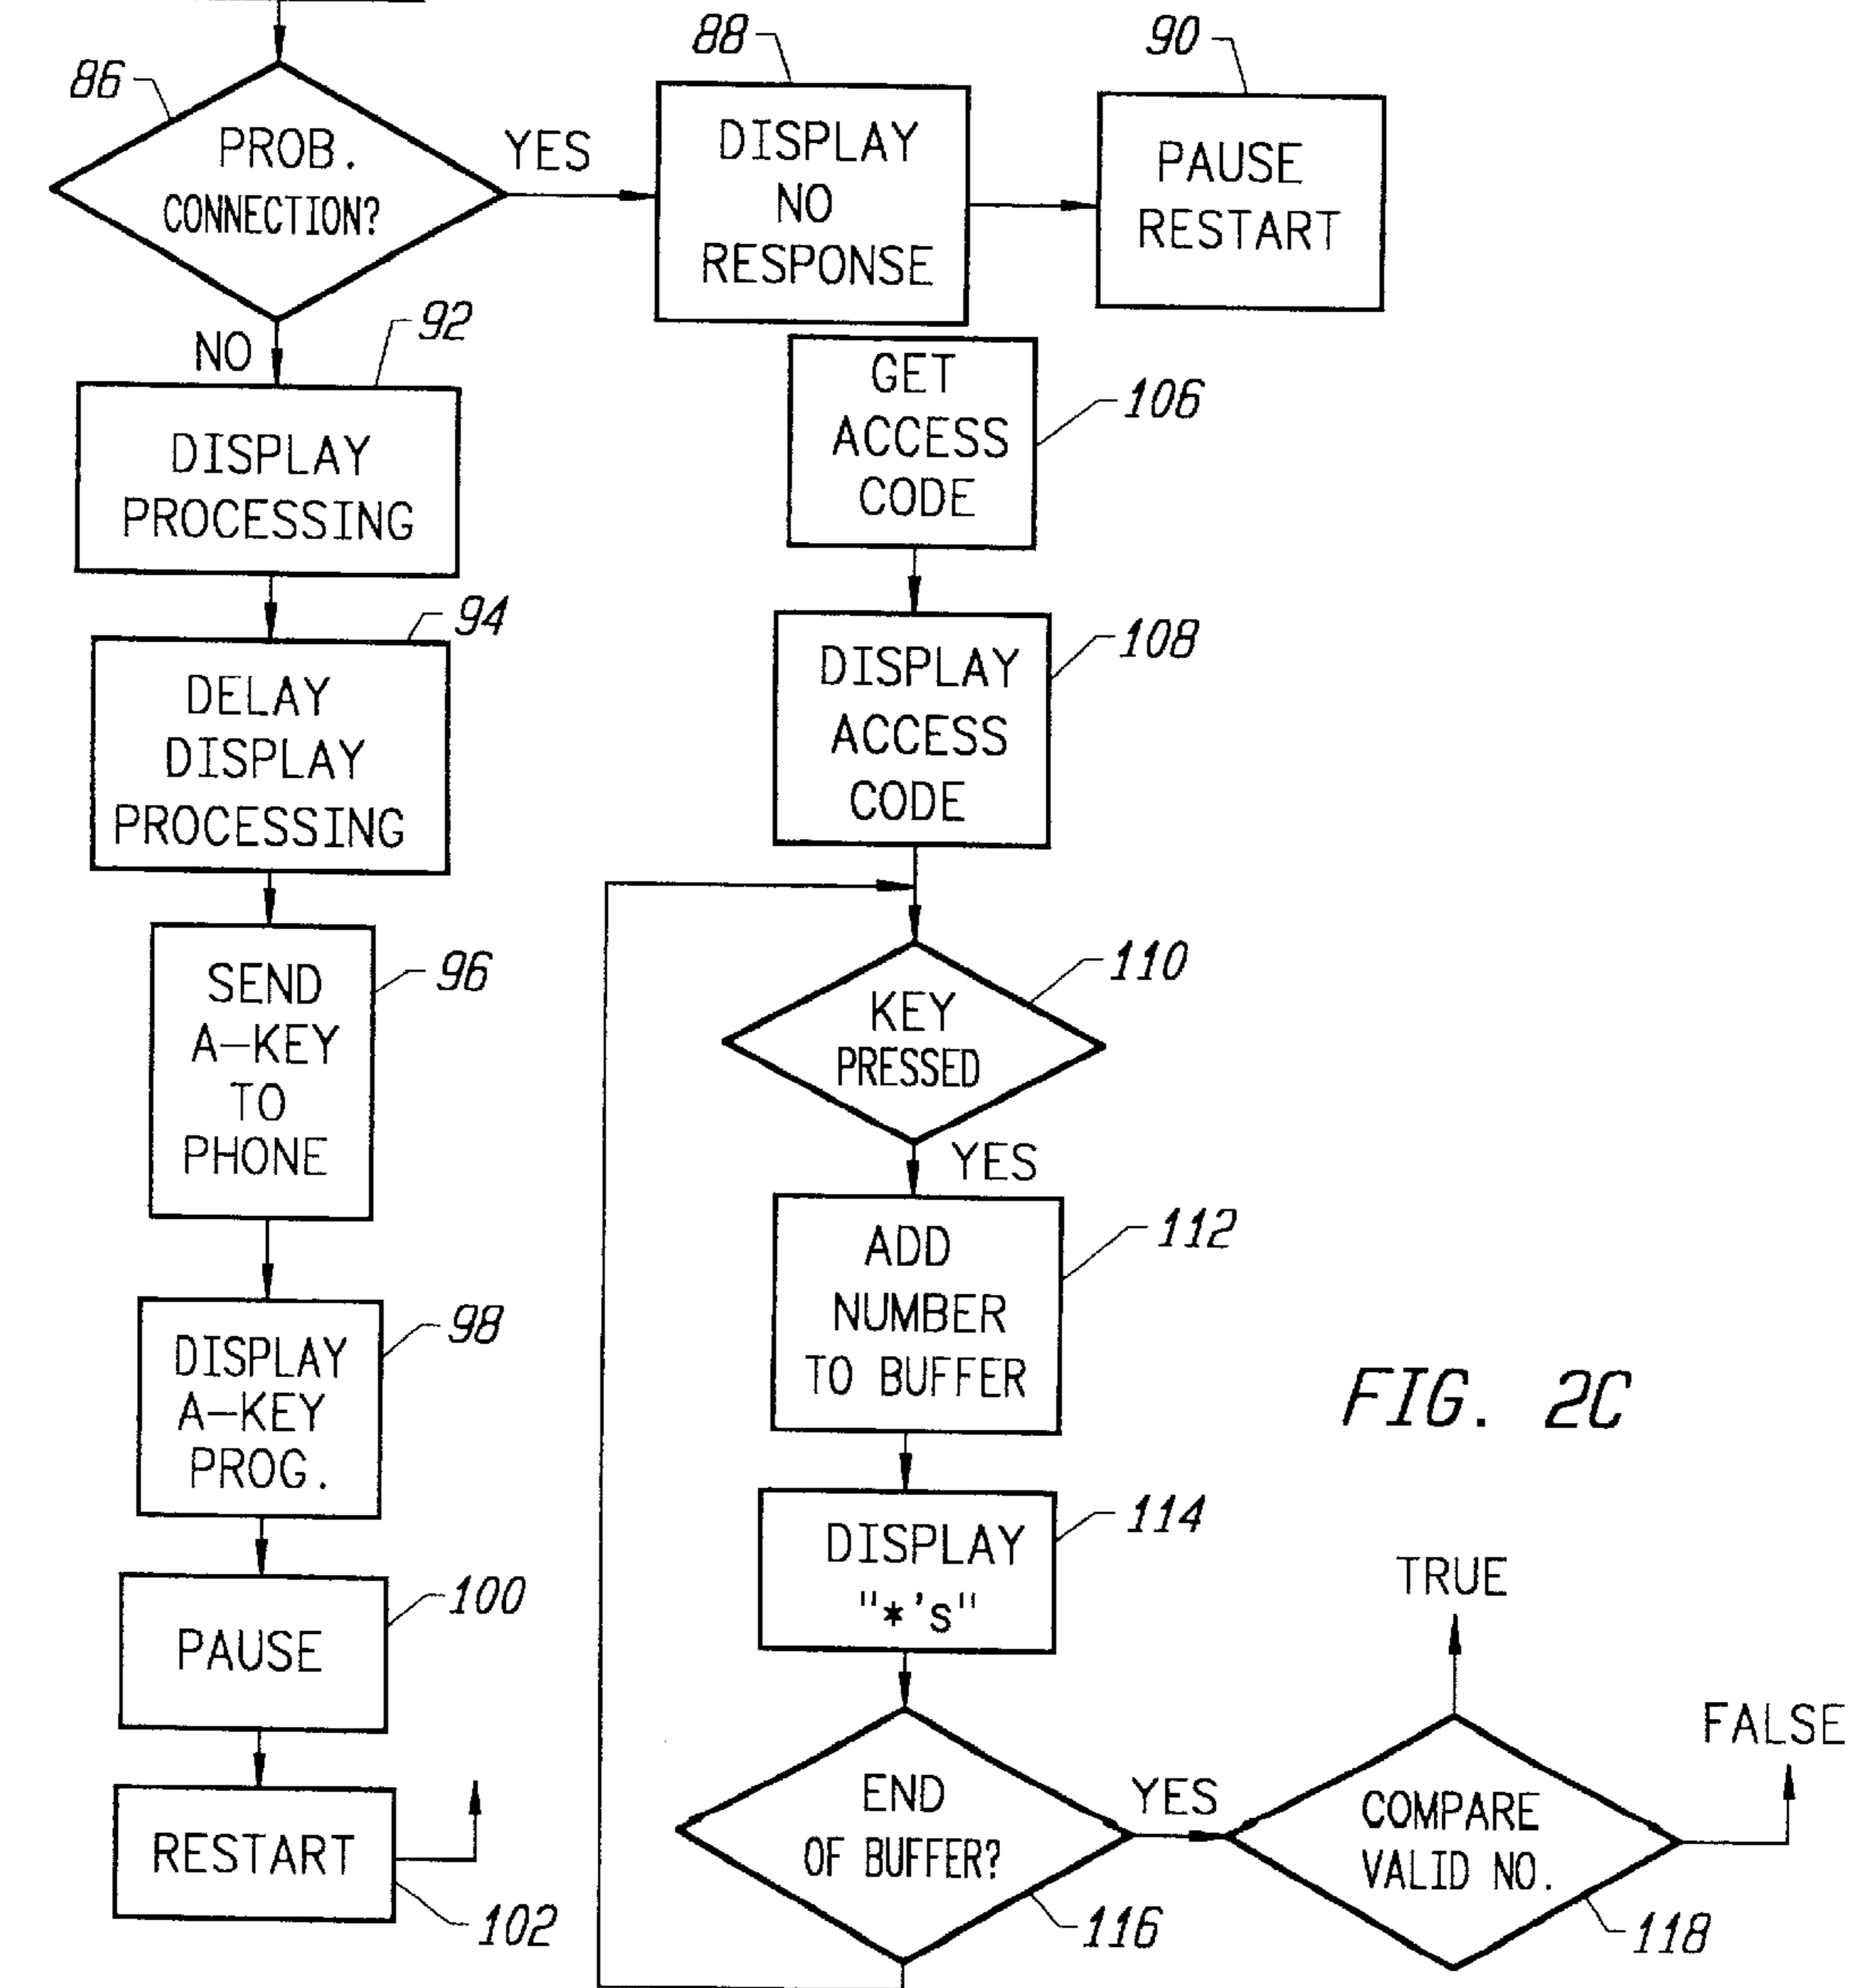 86
PROB.
CONNECTION?
YES
88
DISPLAY
NO
RESPONSE
90
PAUSE
RESTART
NO
92
DISPLAY
PROCESSING
94
DELAY
DISPLAY
PROCESSING
96
SEND
A-KEY
TO
PHONE
98
DISPLAY
A-KEY
PROG.
100
PAUSE
RESTART
102
106
GET
ACCESS
CODE
108
DISPLAY
ACCESS
CODE
110
KEY
PRESSED
YES
112
ADD
NUMBER
TO BUFFER
114
DISPLAY
"*'s"
END
OF BUFFER?
116
YES
COMPARE
VALID NO.
118
TRUE
FALSE
FIG. 2C